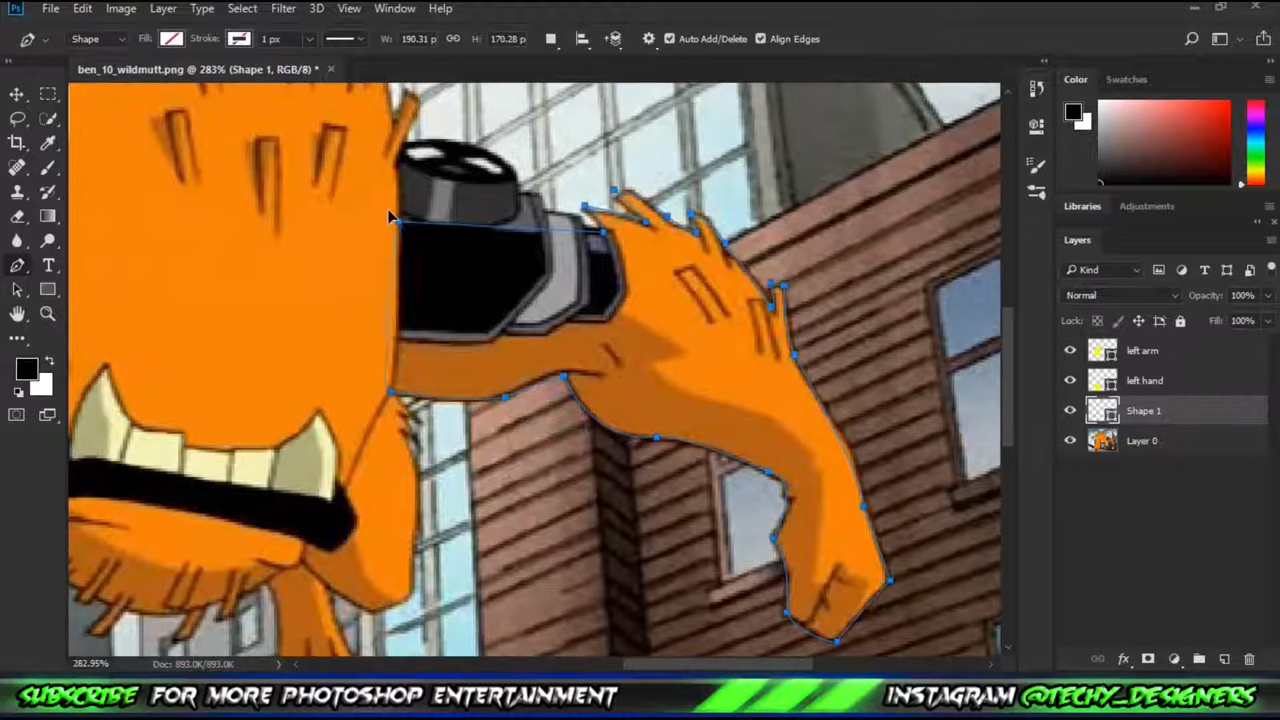 Ps File Edit Image Layer Type Select Filter 3D View Window Help
Shape Fill: Stroke: 1 px W: 190.31 p H: 170.28 p Auto Add/Delete Align Edges
ben_10_wildmutt.png @ 283% (Shape 1, RGB/8) *
Color Swatches
Libraries Adjustments
Layers
Kind
Normal Opacity: 100%
Lock: Fill: 100%
left arm
left hand
Shape 1
Layer 0
282.95% Doc: 893.0K/893.0K
SUBSCRIBE FOR MORE PHOTOSHOP ENTERTAINMENT INSTAGRAM @TECHY_DESIGNERS